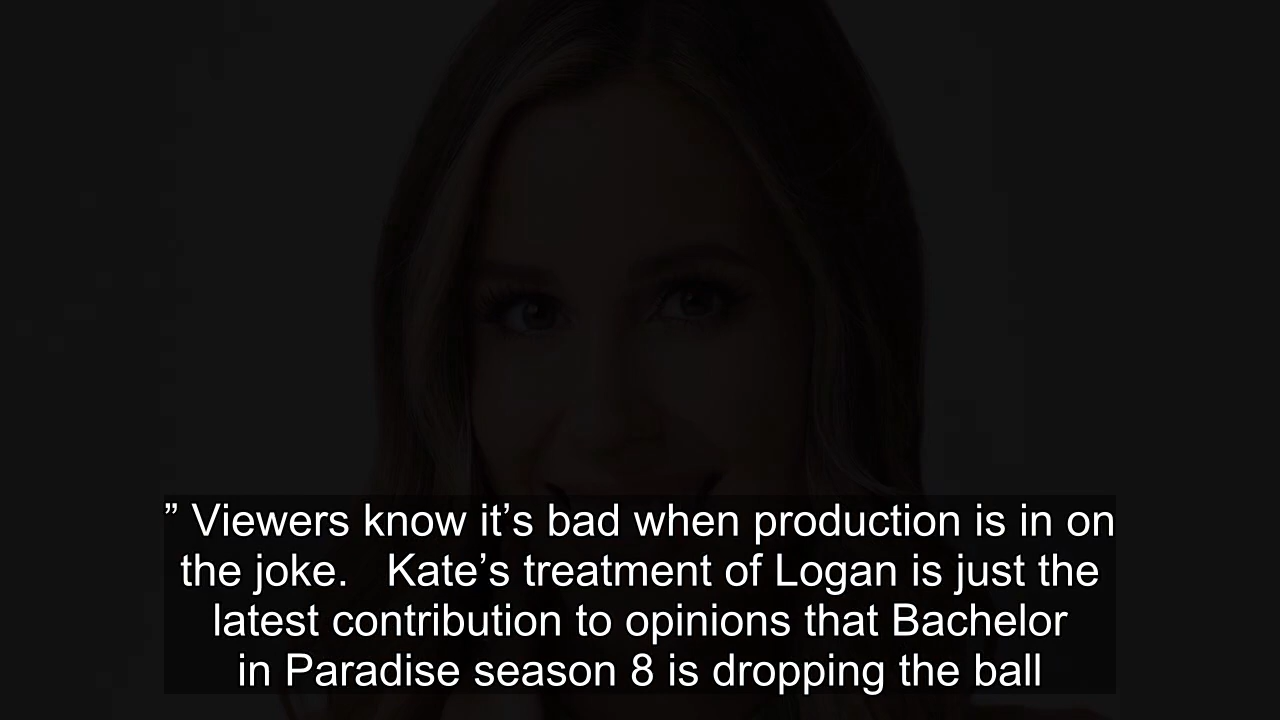 ” Viewers know it’s bad when production is in on
the joke.   Kate’s treatment of Logan is just the
latest contribution to opinions that Bachelor
in Paradise season 8 is dropping the ball